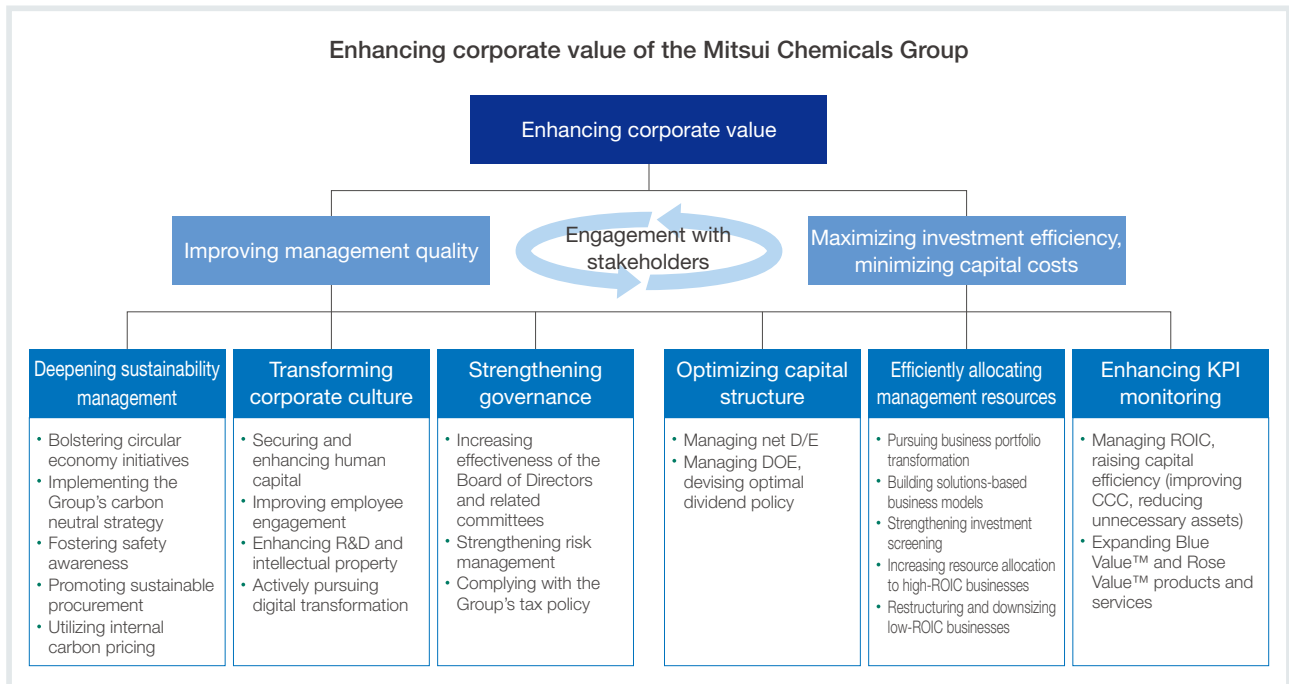 Enhancing corporate value of the Mitsui Chemicals Group
Enhancing corporate value
Improving management quality
Engagement with
stakeholders
Maximizing investment efficiency,
minimizing capital costs
Deepening sustainability
management
• Bolstering circular
economy initiatives
• Implementing the
Group's carbon
neutral strategy
• Fostering safety
awareness
• Promoting sustainable
procurement
• Utilizing internal
carbon pricing
Transforming
corporate culture
• Securing and
enhancing human
capital
• Improving employee
engagement
• Enhancing R&D and
intellectual property
• Actively pursuing
digital transformation
Strengthening
governance
• Increasing
effectiveness of the
Board of Directors
and related
committees
• Strengthening risk
management
• Complying with the
Group's tax policy
Optimizing capital
structure
• Managing net D/E
• Managing DOE,
devising optimal
dividend policy
Efficiently allocating
management resources
• Pursuing business portfolio
transformation
• Building solutions-based
business models
• Strengthening investment
screening
• Increasing resource allocation
to high-ROIC businesses
• Restructuring and downsizing
low-ROIC businesses
Enhancing KPI
monitoring
• Managing ROIC,
raising capital
efficiency (improving
CCC, reducing
unnecessary assets)
• Expanding Blue
Value™ and Rose
Value™ products and
services